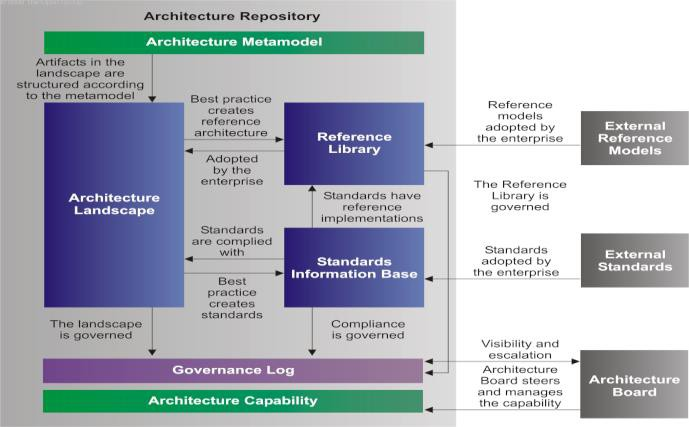 Architecture Repository
Architecture Metamodel
Artifacts in the
landscape are
structured according
to the metamodel
Best practice
creates
reference
architecture
Reference
Library
Reference
models
adopted by
the enterprise
External
Reference
Models
Adopted
by the
enterprise
Architecture
Landscape
Standards have
reference
implementations
The Reference
Library is
governed
Standards
are complied
with
Standards
Information Base
Standards
adopted by
the enterprise
External
Standards
Best
practice
creates
standards
The landscape
is governed
Compliance
is governed
Governance Log
Visibility and
escalation
Architecture
Board steers
and manages
the capability
Architecture
Board
Architecture Capability